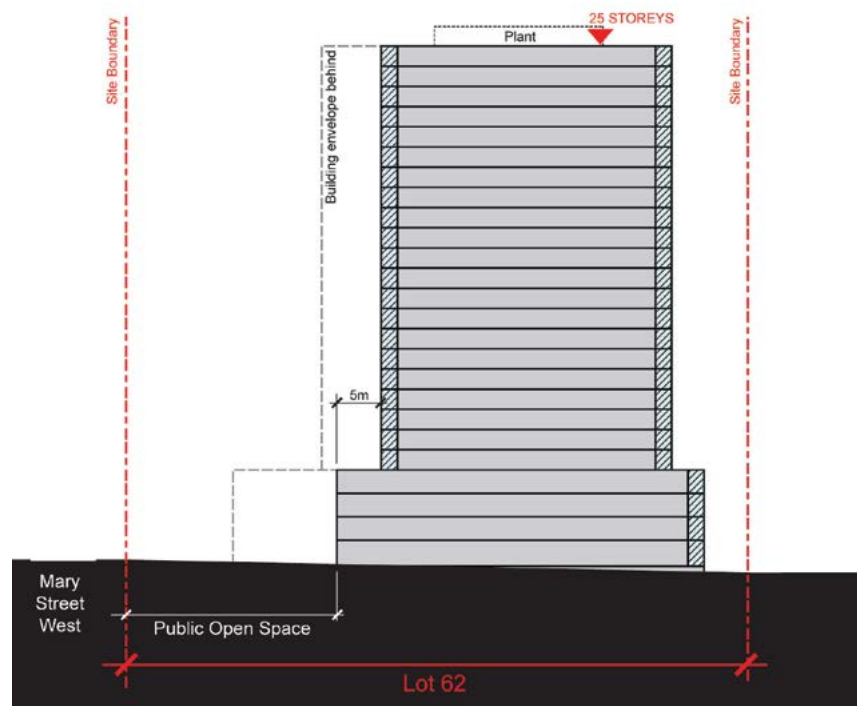 25 STOREYS
Plant
Site Boundary
Building envelope behind
Site Boundary
5m
Mary
Street
West
Public Open Space
Lot 62